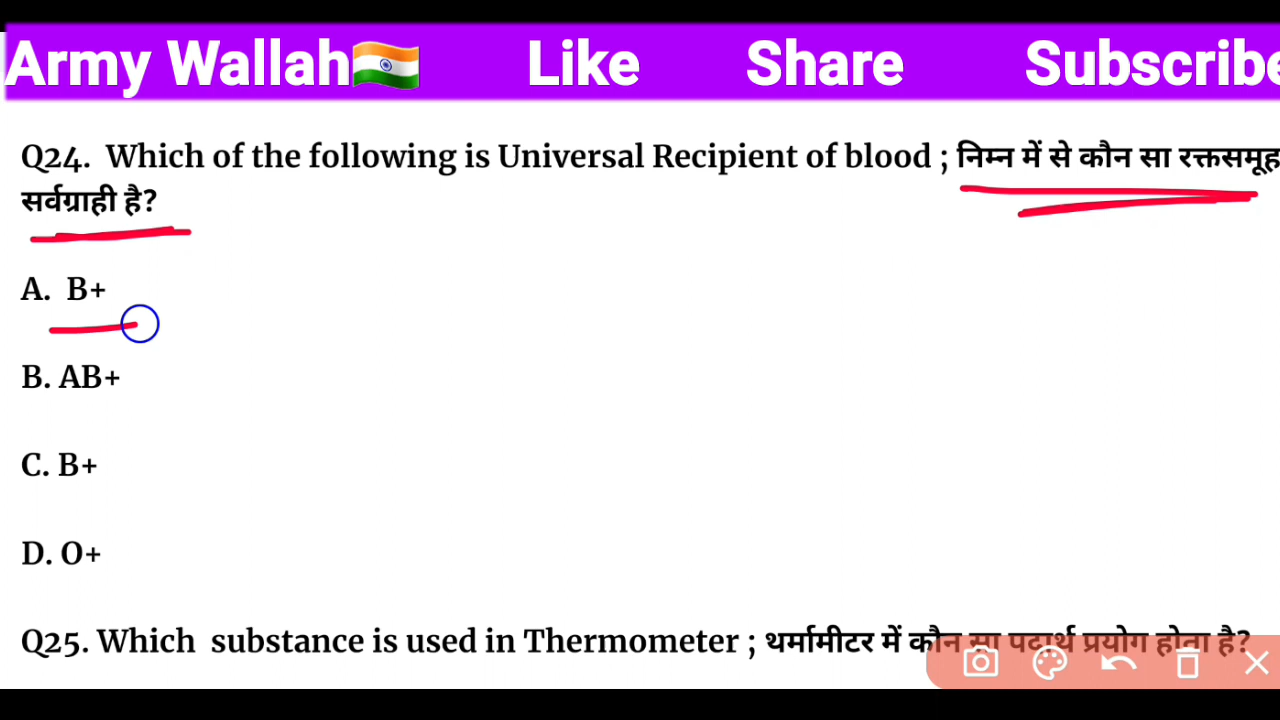 Army Wallah🇮🇳 Like Share Subscribe
Q24. Which of the following is Universal Recipient of blood ; निम्न में से कौन सा रक्तसमूह
सर्वग्राही है?
A. B+
B. AB+
C. B+
D. O+
Q25. Which substance is used in Thermometer ; थर्मामीटर में कौन सा पदार्थ प्रयोग होता है?